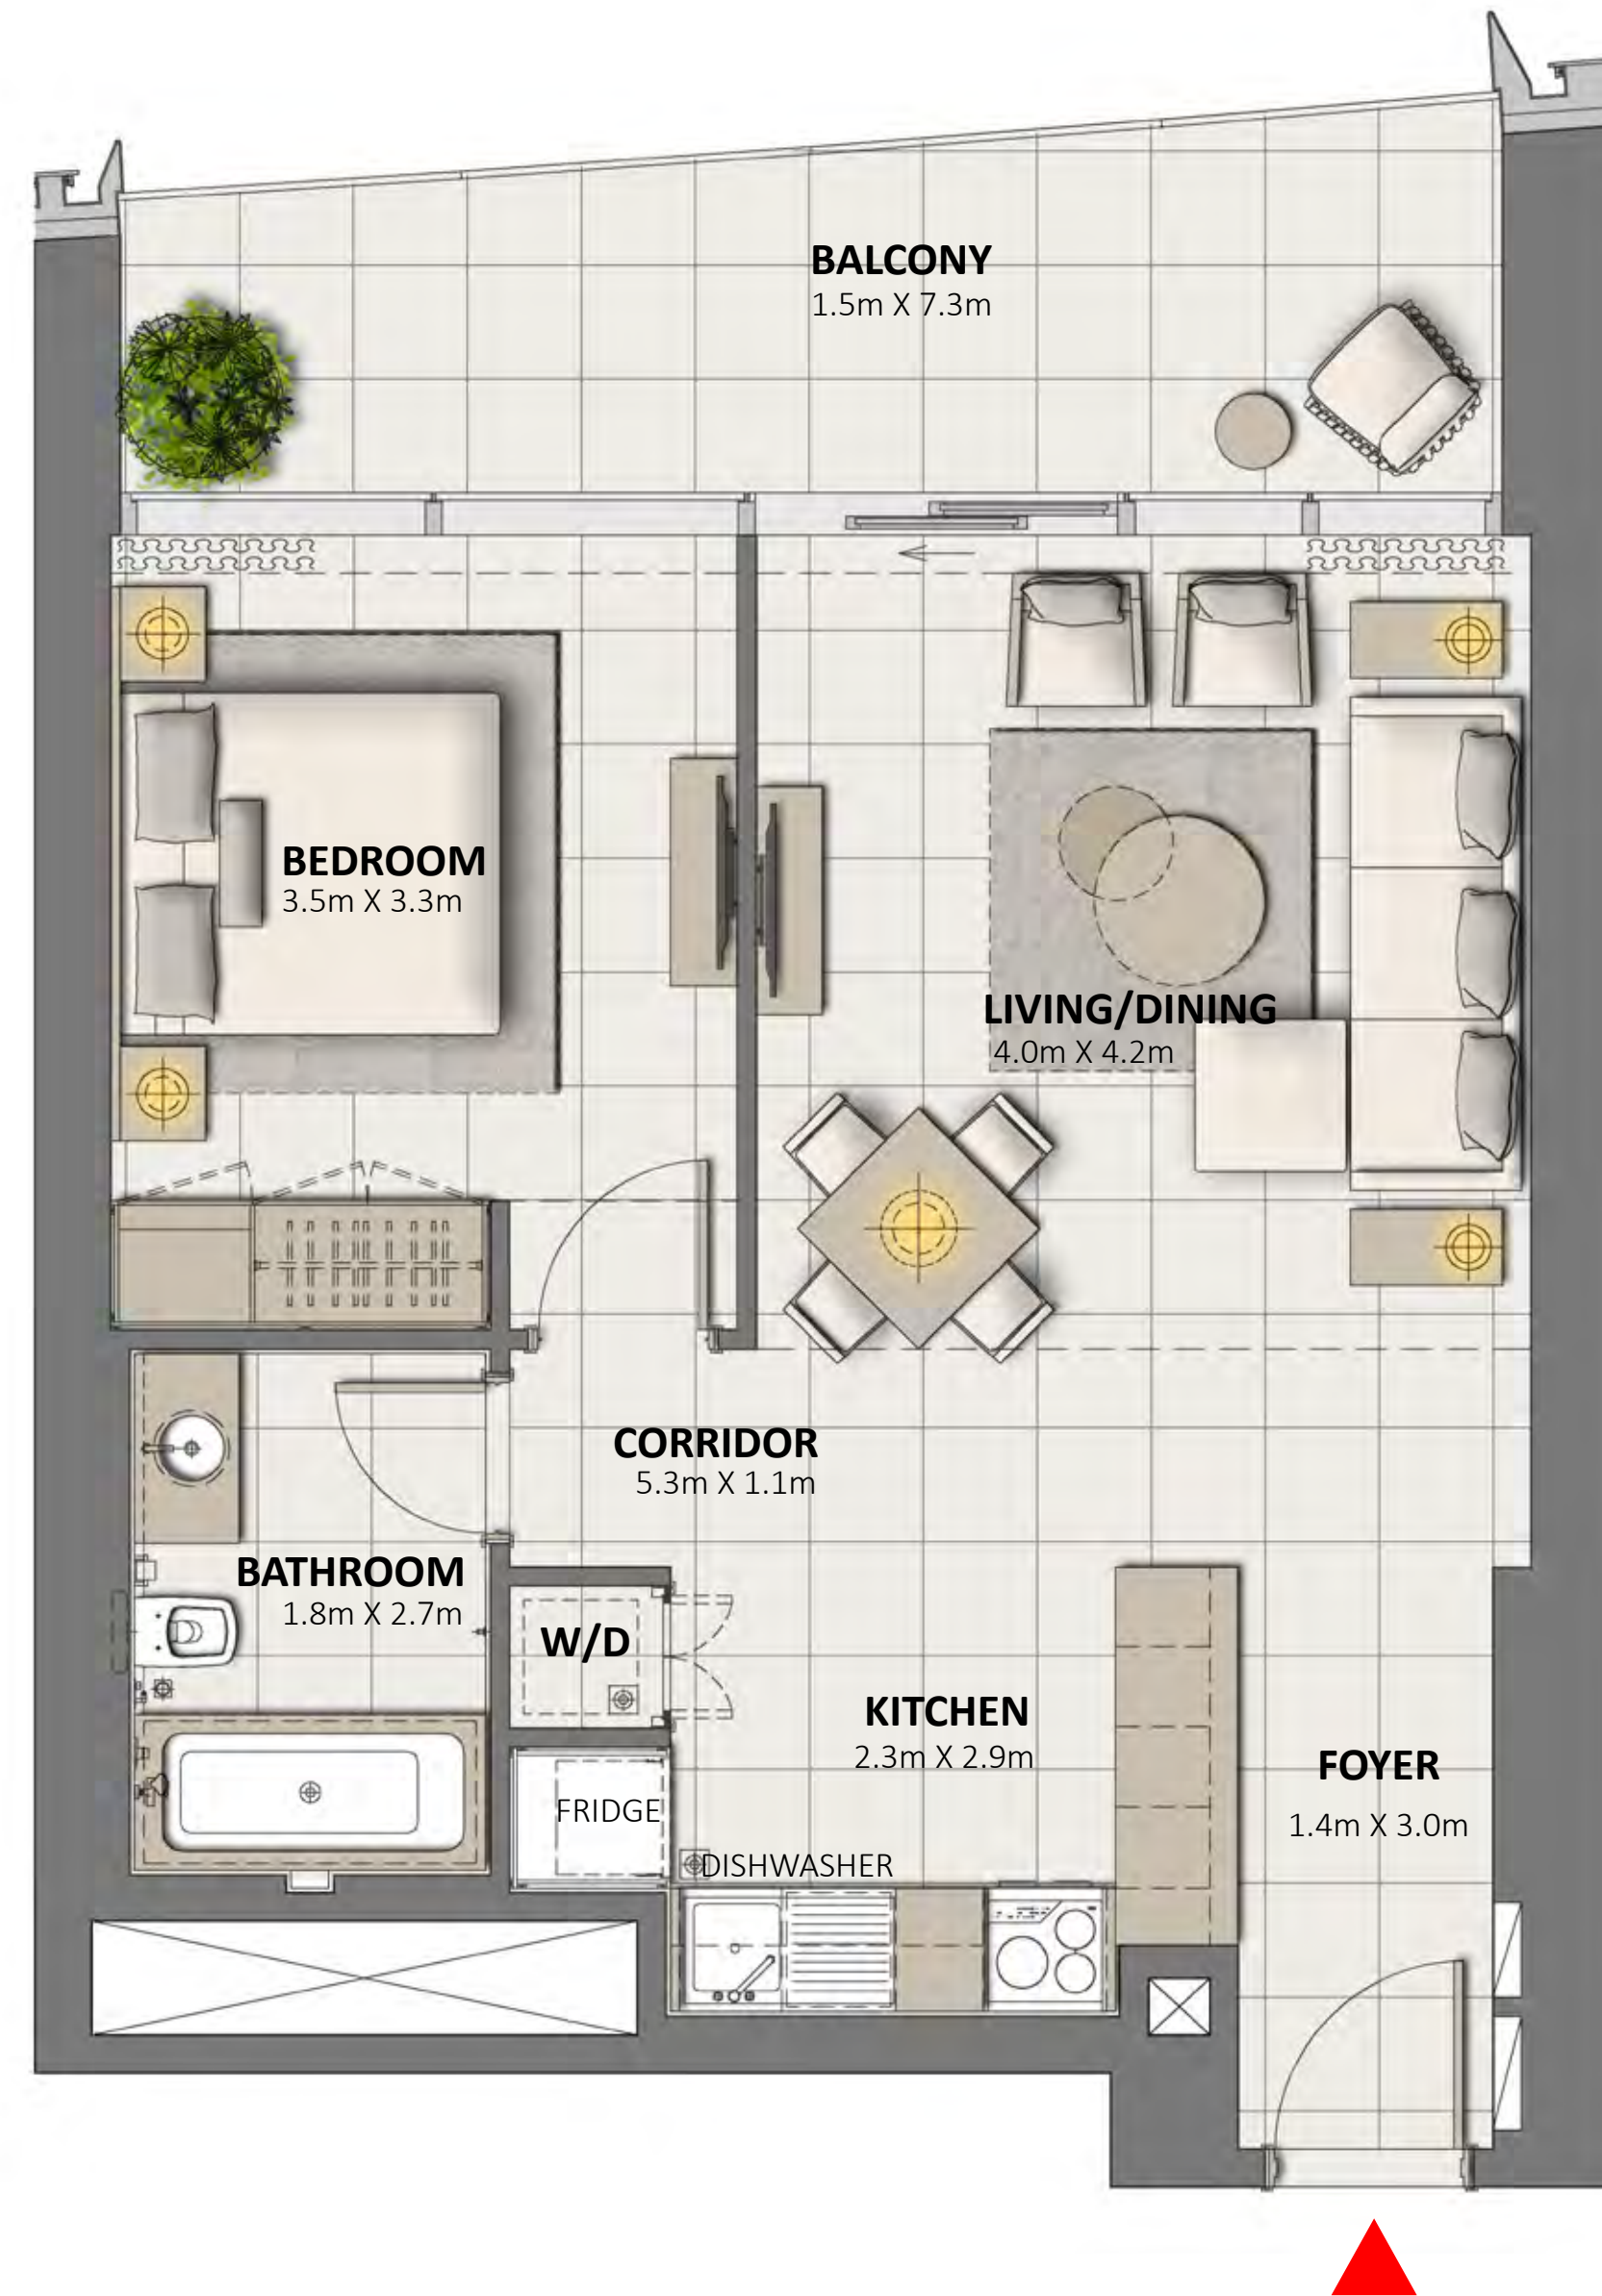 BALCONY
1.5m X 7.3m
BEDROOM
3.5m X 3.3m
LIVING/DINING
4.0m X 4.2m
CORRIDOR
5.3m X 1.1m
BATHROOM
1.8m X 2.7m
W/D
KITCHEN
2.3m X 2.9m
FOYER
1.4m X 3.0m
FRIDGE
DISHWASHER